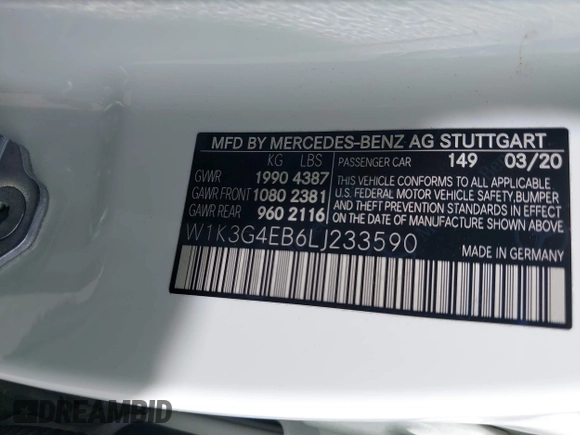 MFD BY MERCEDES-BENZ AG STUTTGART
KG LBS PASSENGER CAR 149 03/20
GVWR 1990 4387
GAWR FRONT 1080 2381
GAWR REAR 960 2116
THIS VEHICLE CONFORMS TO ALL APPLICABLE
U.S. FEDERAL MOTOR VEHICLE SAFETY,BUMPER
AND THEFT PREVENTION STANDARDS IN EFFECT
ON THE DATE OF MANUFACTURE SHOWN ABOVE.
W1K3G4EB6LJ233590
MADE IN GERMANY
DREAMBID